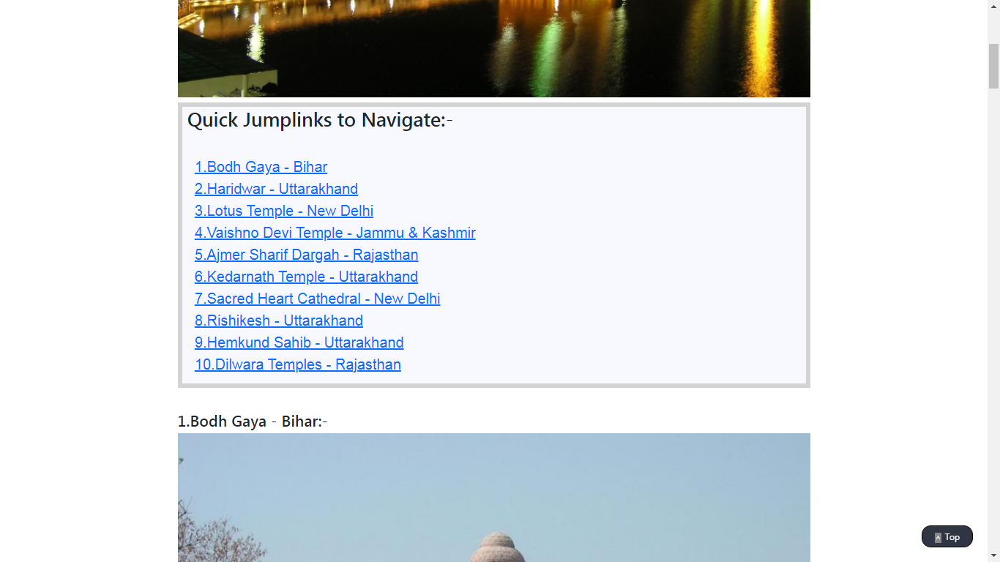 Quick Jumplinks to Navigate:-
1.Bodh Gaya - Bihar
2.Haridwar - Uttarakhand
3.Lotus Temple - New Delhi
4.Vaishno Devi Temple - Jammu & Kashmir
5.Ajmer Sharif Dargah - Rajasthan
6.Kedarnath Temple - Uttarakhand
7.Sacred Heart Cathedral - New Delhi
8.Rishikesh - Uttarakhand
9.Hemkund Sahib - Uttarakhand
10.Dilwara Temples - Rajasthan
1.Bodh Gaya - Bihar:-
Top